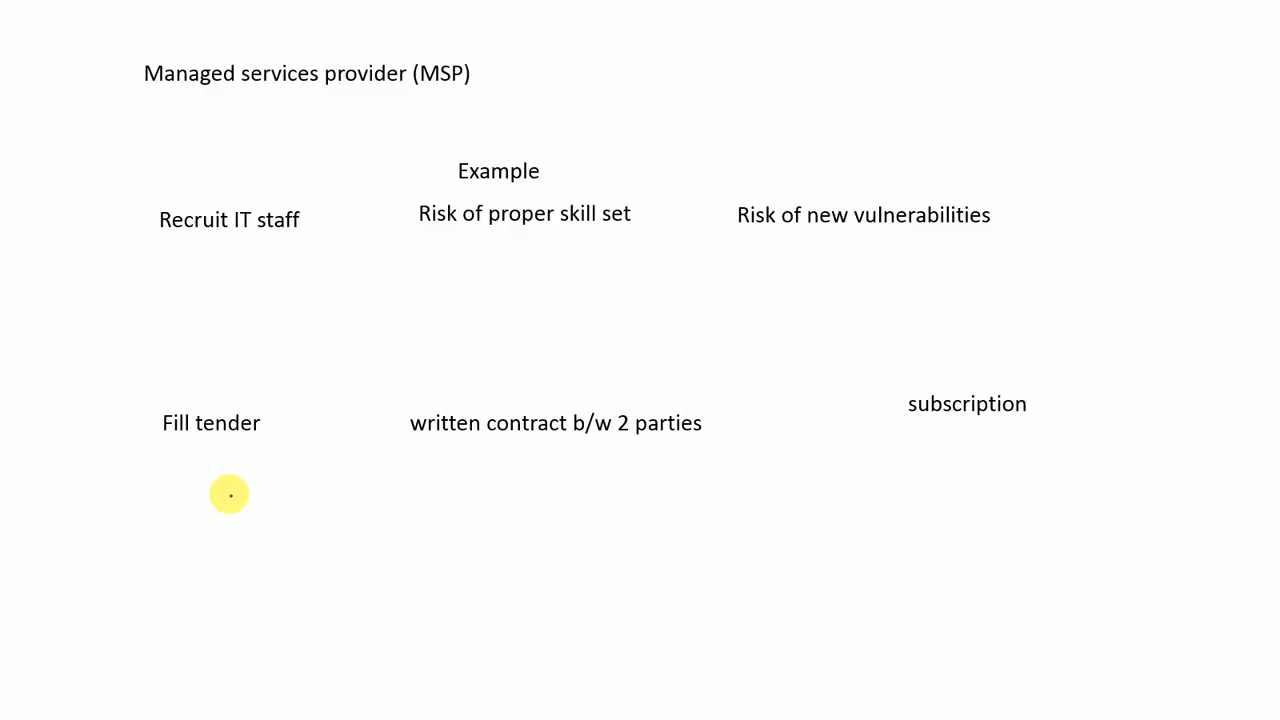 Managed services provider (MSP)
Example
Recruit IT staff
Risk of proper skill set
Risk of new vulnerabilities
Fill tender
written contract b/w 2 parties
subscription